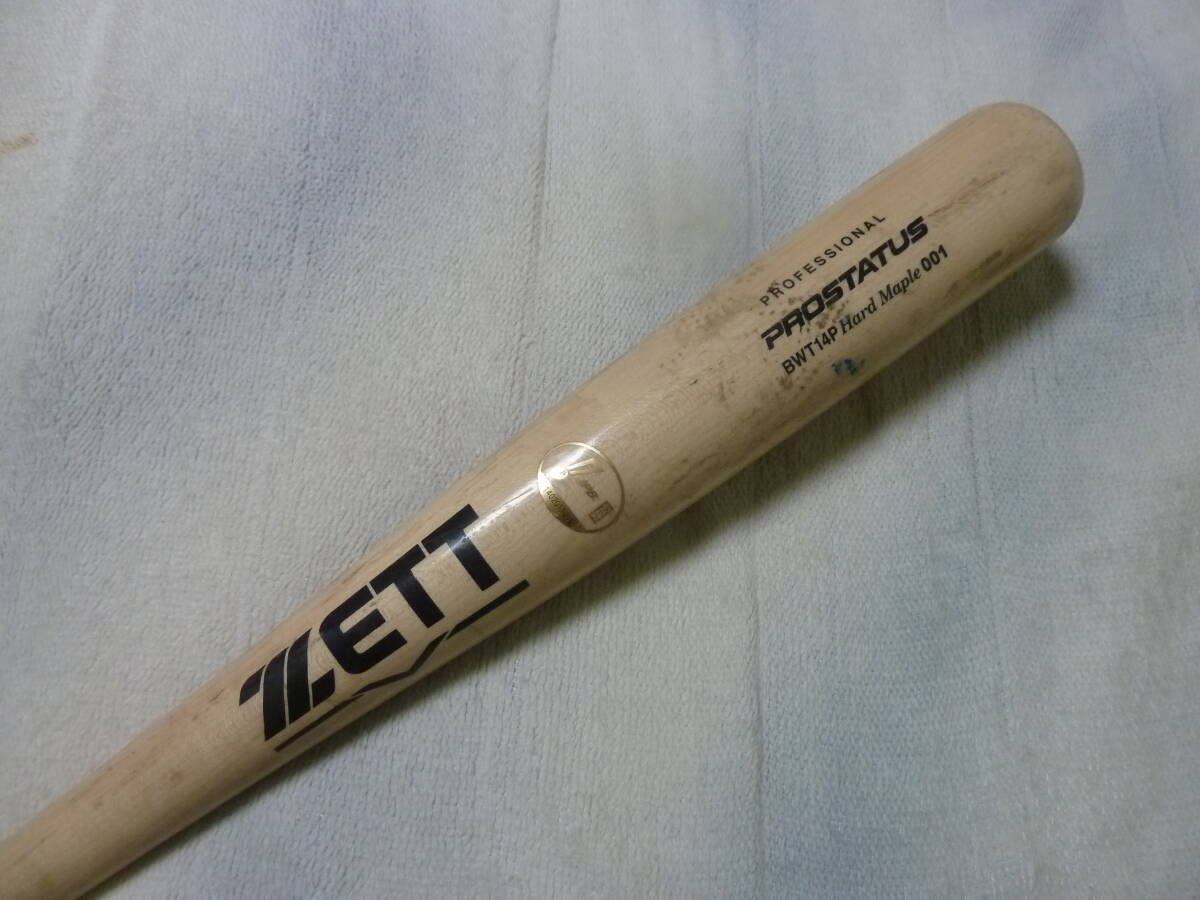 PROFESSIONAL
PROSTATUS
BWT14P Hard Maple 001
ZETT